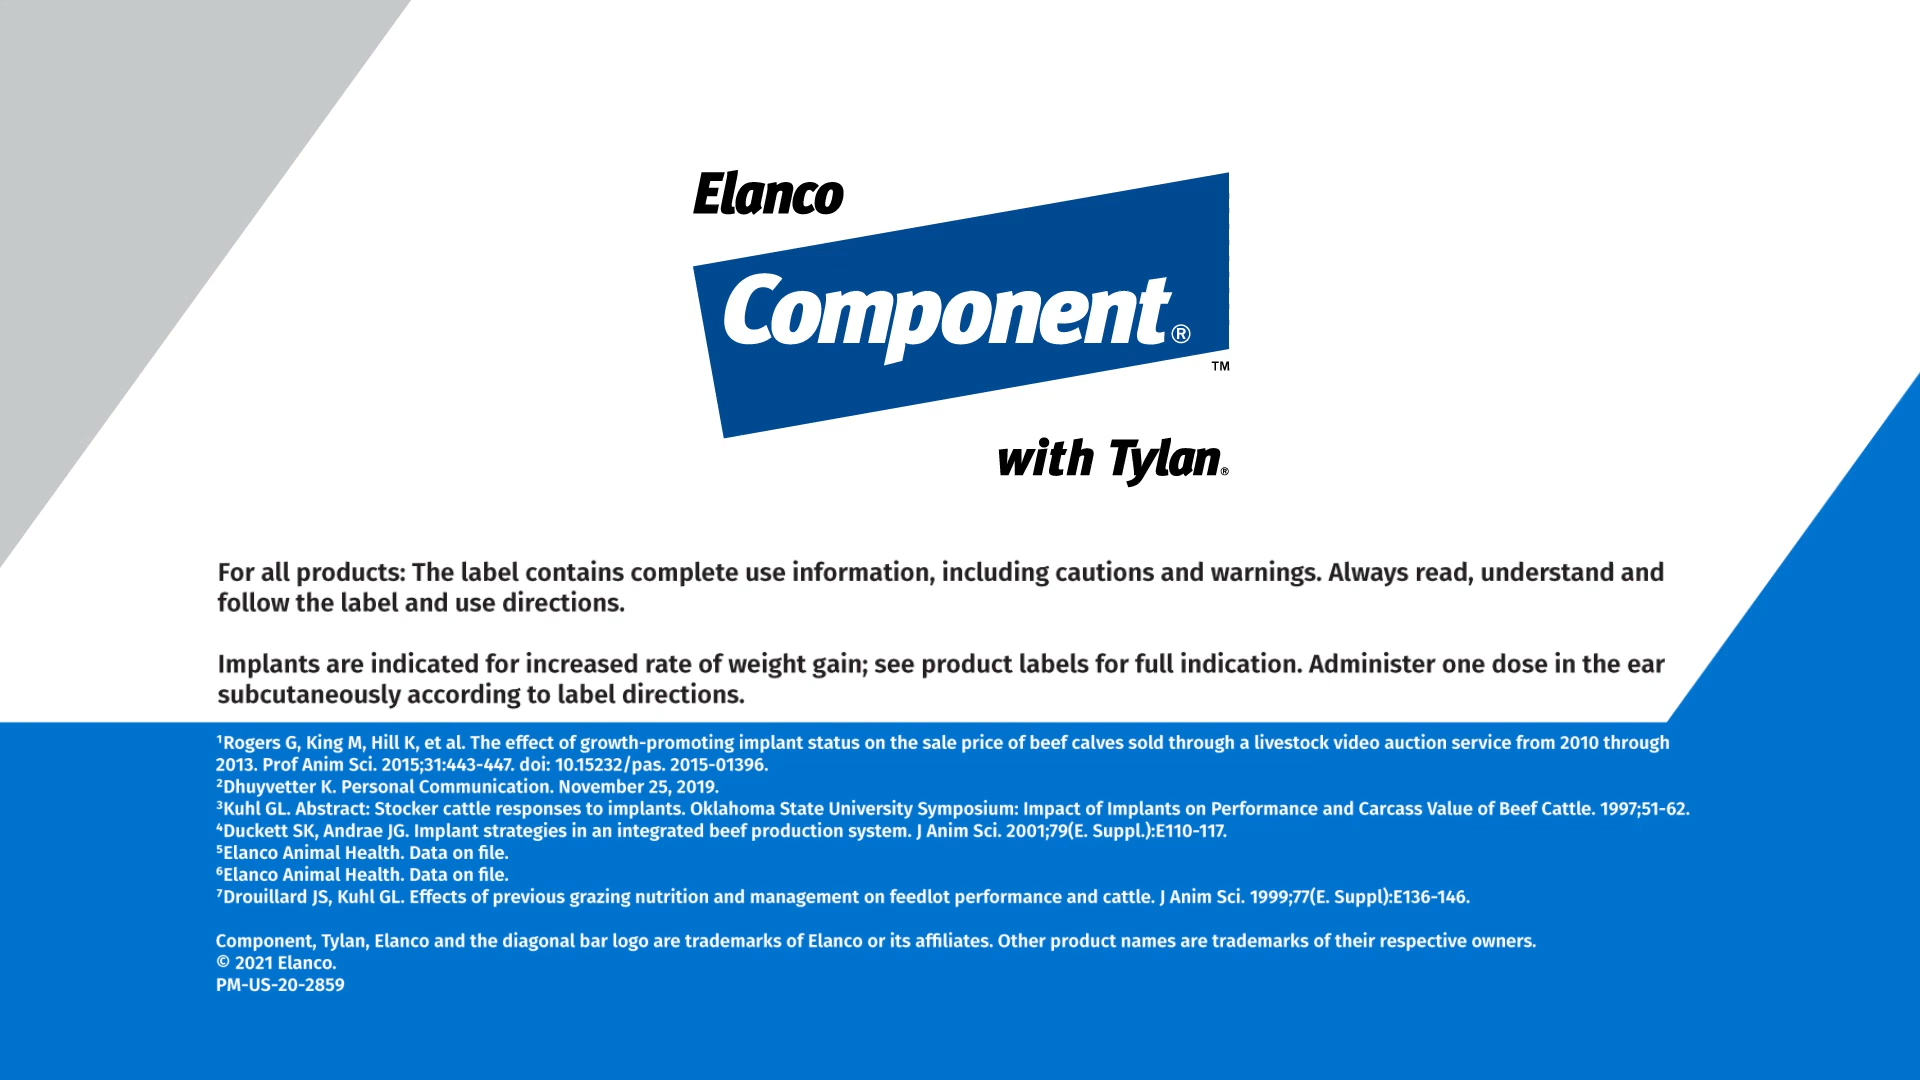 Elanco
Component®
™
with Tylan®
For all products: The label contains complete use information, including cautions and warnings. Always read, understand and
follow the label and use directions.
Implants are indicated for increased rate of weight gain; see product labels for full indication. Administer one dose in the ear
subcutaneously according to label directions.
¹Rogers G, King M, Hill K, et al. The effect of growth-promoting implant status on the sale price of beef calves sold through a livestock video auction service from 2010 through
2013. Prof Anim Sci. 2015;31:443-447. doi: 10.15232/pas. 2015-01396.
²Dhuyvetter K. Personal Communication. November 25, 2019.
³Kuhl GL. Abstract: Stocker cattle responses to implants. Oklahoma State University Symposium: Impact of Implants on Performance and Carcass Value of Beef Cattle. 1997;51-62.
⁴Duckett SK, Andrae JG. Implant strategies in an integrated beef production system. J Anim Sci. 2001;79(E. Suppl.):E110-117.
⁵Elanco Animal Health. Data on file.
⁶Elanco Animal Health. Data on file.
⁷Drouillard JS, Kuhl GL. Effects of previous grazing nutrition and management on feedlot performance and cattle. J Anim Sci. 1999;77(E. Suppl):E136-146.
Component, Tylan, Elanco and the diagonal bar logo are trademarks of Elanco or its affiliates. Other product names are trademarks of their respective owners.
© 2021 Elanco.
PM-US-20-2859